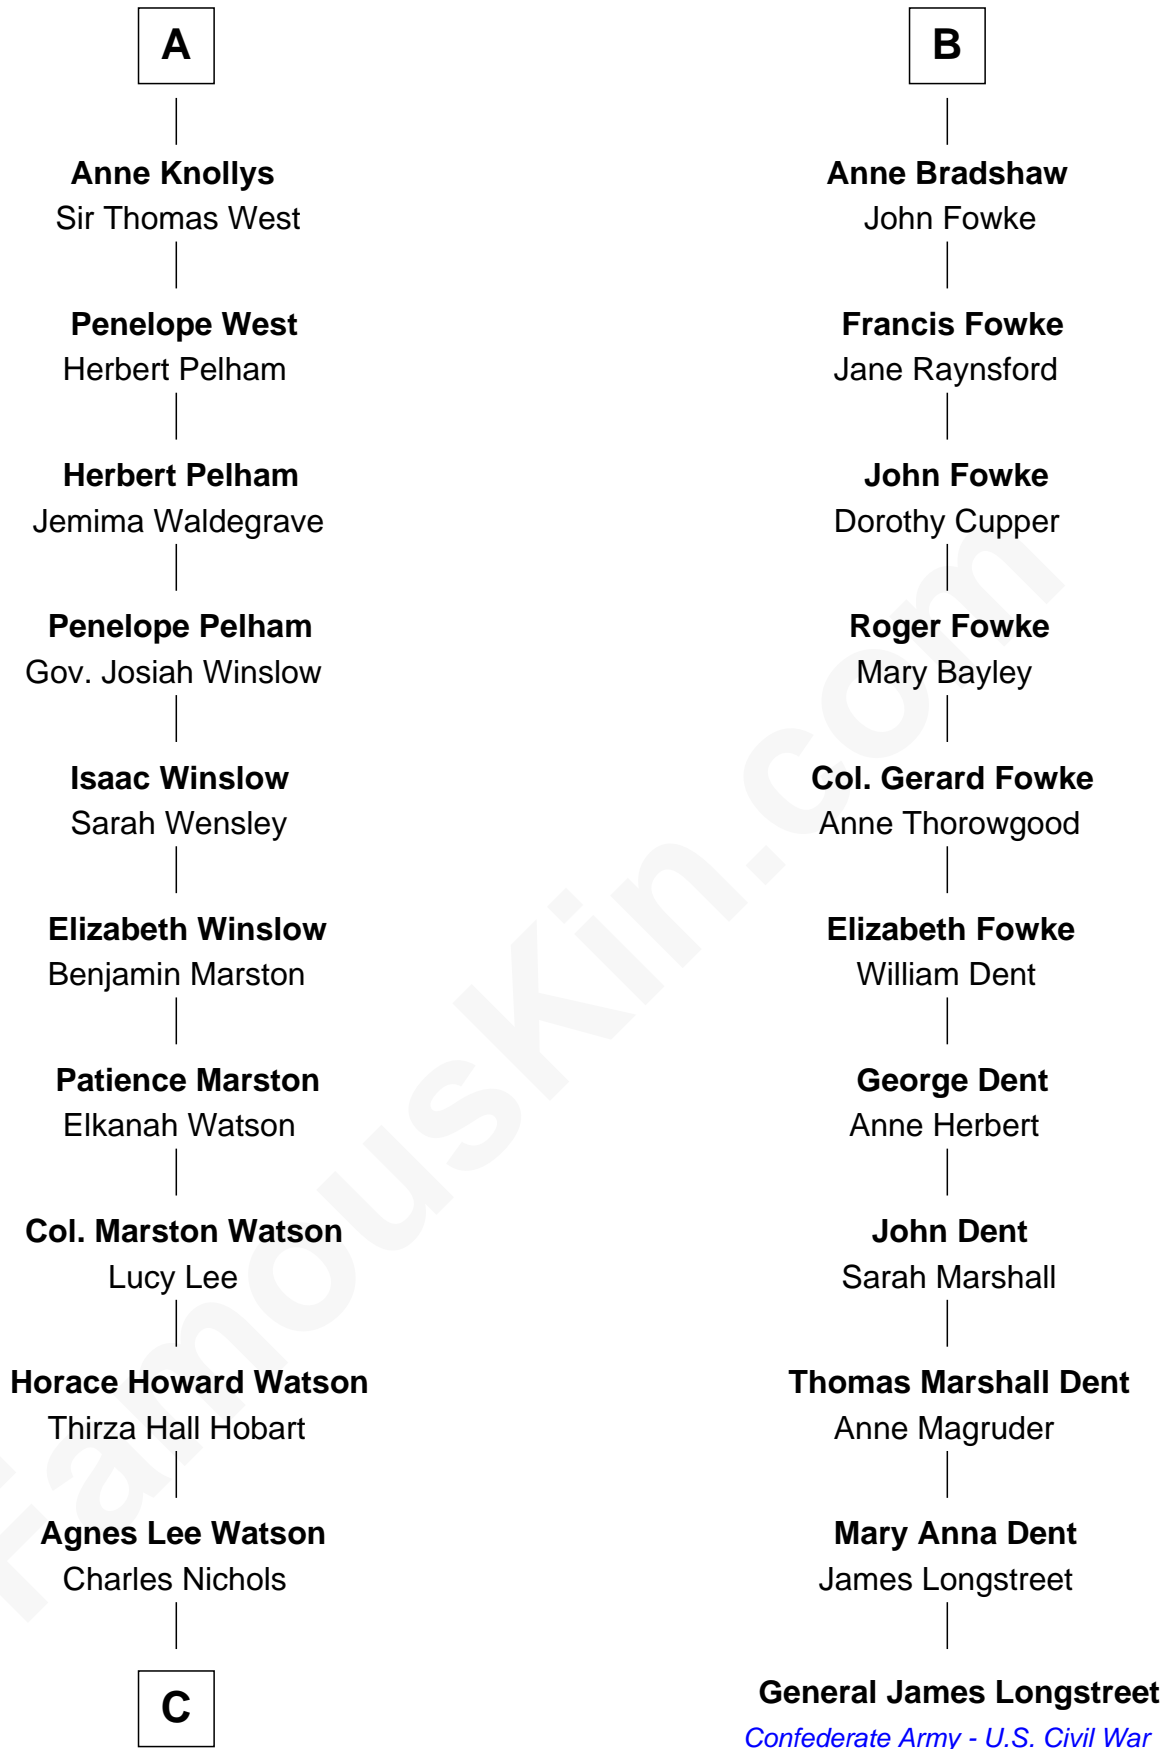 A
Anne Knollys
Sir Thomas West
Penelope West
Herbert Pelham
Herbert Pelham
Jemima Waldegrave
Penelope Pelham
Gov. Josiah Winslow
Isaac Winslow
Sarah Wensley
Elizabeth Winslow
Benjamin Marston
Patience Marston
Elkanah Watson
Col. Marston Watson
Lucy Lee
Horace Howard Watson
Thirza Hall Hobart
Agnes Lee Watson
Charles Nichols
C
B
Anne Bradshaw
John Fowke
Francis Fowke
Jane Raynsford
John Fowke
Dorothy Cupper
Roger Fowke
Mary Bayley
Col. Gerard Fowke
Anne Thorowgood
Elizabeth Fowke
William Dent
George Dent
Anne Herbert
John Dent
Sarah Marshall
Thomas Marshall Dent
Anne Magruder
Mary Anna Dent
James Longstreet
General James Longstreet
Confederate Army - U.S. Civil War
FamousKin.com